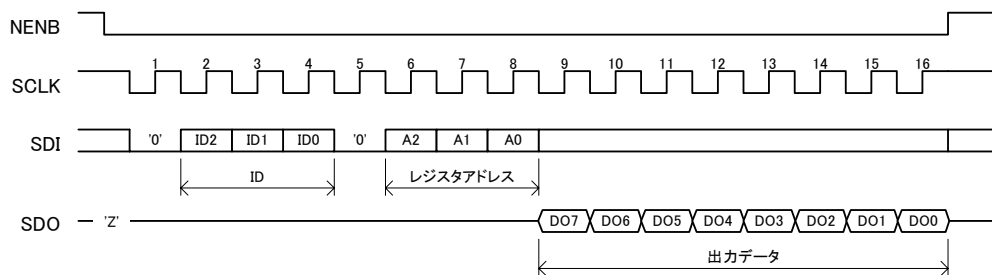 NENB
1 2 3 4 5 6 7 8 9 10 11 12 13 14 15 16
SCLK
SDI '0' ID2 ID1 ID0 '0' A2 A1 A0
ID レジスタアドレス
SDO 'Z' DO7 DO6 DO5 DO4 DO3 DO2 DO1 DO0
出力データ